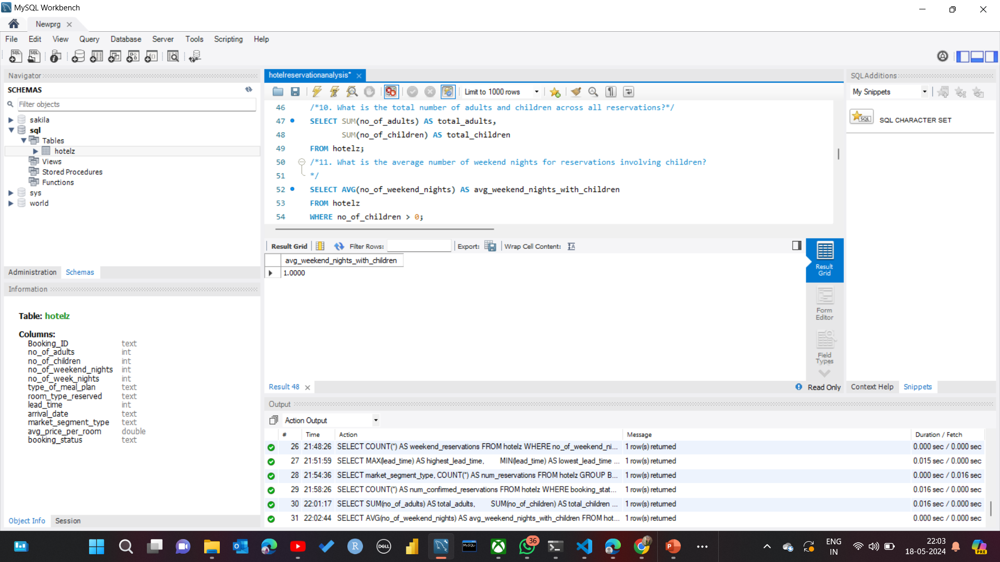 MySQL Workbench
Newprg
File Edit View Query Database Server Tools Scripting Help
Navigator
SCHEMAS
Filter objects
sakila
sql
Tables
hotelz
Views
Stored Procedures
Functions
sys
world
Administration Schemas
Information
Table: hotelz
Columns:
Booking_ID text
no_of_adults int
no_of_children int
no_of_weekend_nights int
no_of_week_nights int
type_of_meal_plan text
room_type_reserved text
lead_time int
arrival_date text
market_segment_type text
avg_price_per_room double
booking_status text
Object Info Session
hotelreservationanalysis*
Limit to 1000 rows
46 /*10. What is the total number of adults and children across all reservations?*/
47 SELECT SUM(no_of_adults) AS total_adults,
48 SUM(no_of_children) AS total_children
49 FROM hotelz;
50 /*11. What is the average number of weekend nights for reservations involving children?
51 */
52 SELECT AVG(no_of_weekend_nights) AS avg_weekend_nights_with_children
53 FROM hotelz
54 WHERE no_of_children > 0;
Result Grid Filter Rows: Export: Wrap Cell Content:
avg_weekend_nights_with_children
1.0000
Result Grid
Form Editor
Field Types
Result 48
Read Only
SQLAdditions
My Snippets
SQL
SQL CHARACTER SET
Context Help Snippets
Output
Action Output
# Time Action Message Duration / Fetch
26 21:48:26 SELECT COUNT(*) AS weekend_reservations FROM hotelz WHERE no_of_weekend_ni... 1 row(s) returned 0.000 sec / 0.000 sec
27 21:51:59 SELECT MAX(lead_time) AS highest_lead_time, MIN(lead_time) AS lowest_lead_time ... 1 row(s) returned 0.015 sec / 0.000 sec
28 21:54:36 SELECT market_segment_type, COUNT(*) AS num_reservations FROM hotelz GROUP B... 1 row(s) returned 0.000 sec / 0.016 sec
29 21:58:26 SELECT COUNT(*) AS num_confirmed_reservations FROM hotelz WHERE booking_stat... 1 row(s) returned 0.016 sec / 0.000 sec
30 22:01:17 SELECT SUM(no_of_adults) AS total_adults, SUM(no_of_children) AS total_children ... 1 row(s) returned 0.016 sec / 0.000 sec
31 22:02:44 SELECT AVG(no_of_weekend_nights) AS avg_weekend_nights_with_children FROM hot... 1 row(s) returned 0.000 sec / 0.000 sec
R
DELL
MySQL
36
P
ENG
IN
22:03
18-05-2024
PRE